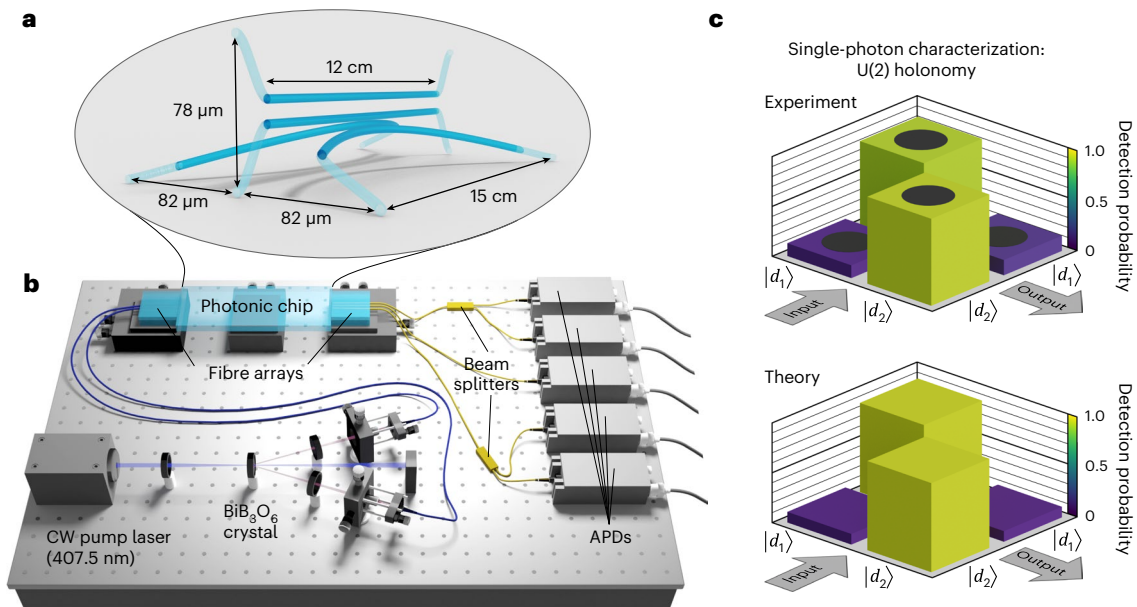 a
12 cm
78 µm
82 µm
82 µm
15 cm
b
Photonic chip
Fibre arrays
Beam
splitters
BiB₃O₆
crystal
CW pump laser
(407.5 nm)
APDs
c
Single-photon characterization:
U(2) holonomy
Experiment
1.0
0.5
0
Detection probability
|d₁⟩
|d₂⟩
|d₂⟩
|d₁⟩
Input
Output
Theory
1.0
0.5
0
Detection probability
|d₁⟩
|d₂⟩
|d₂⟩
|d₁⟩
Input
Output